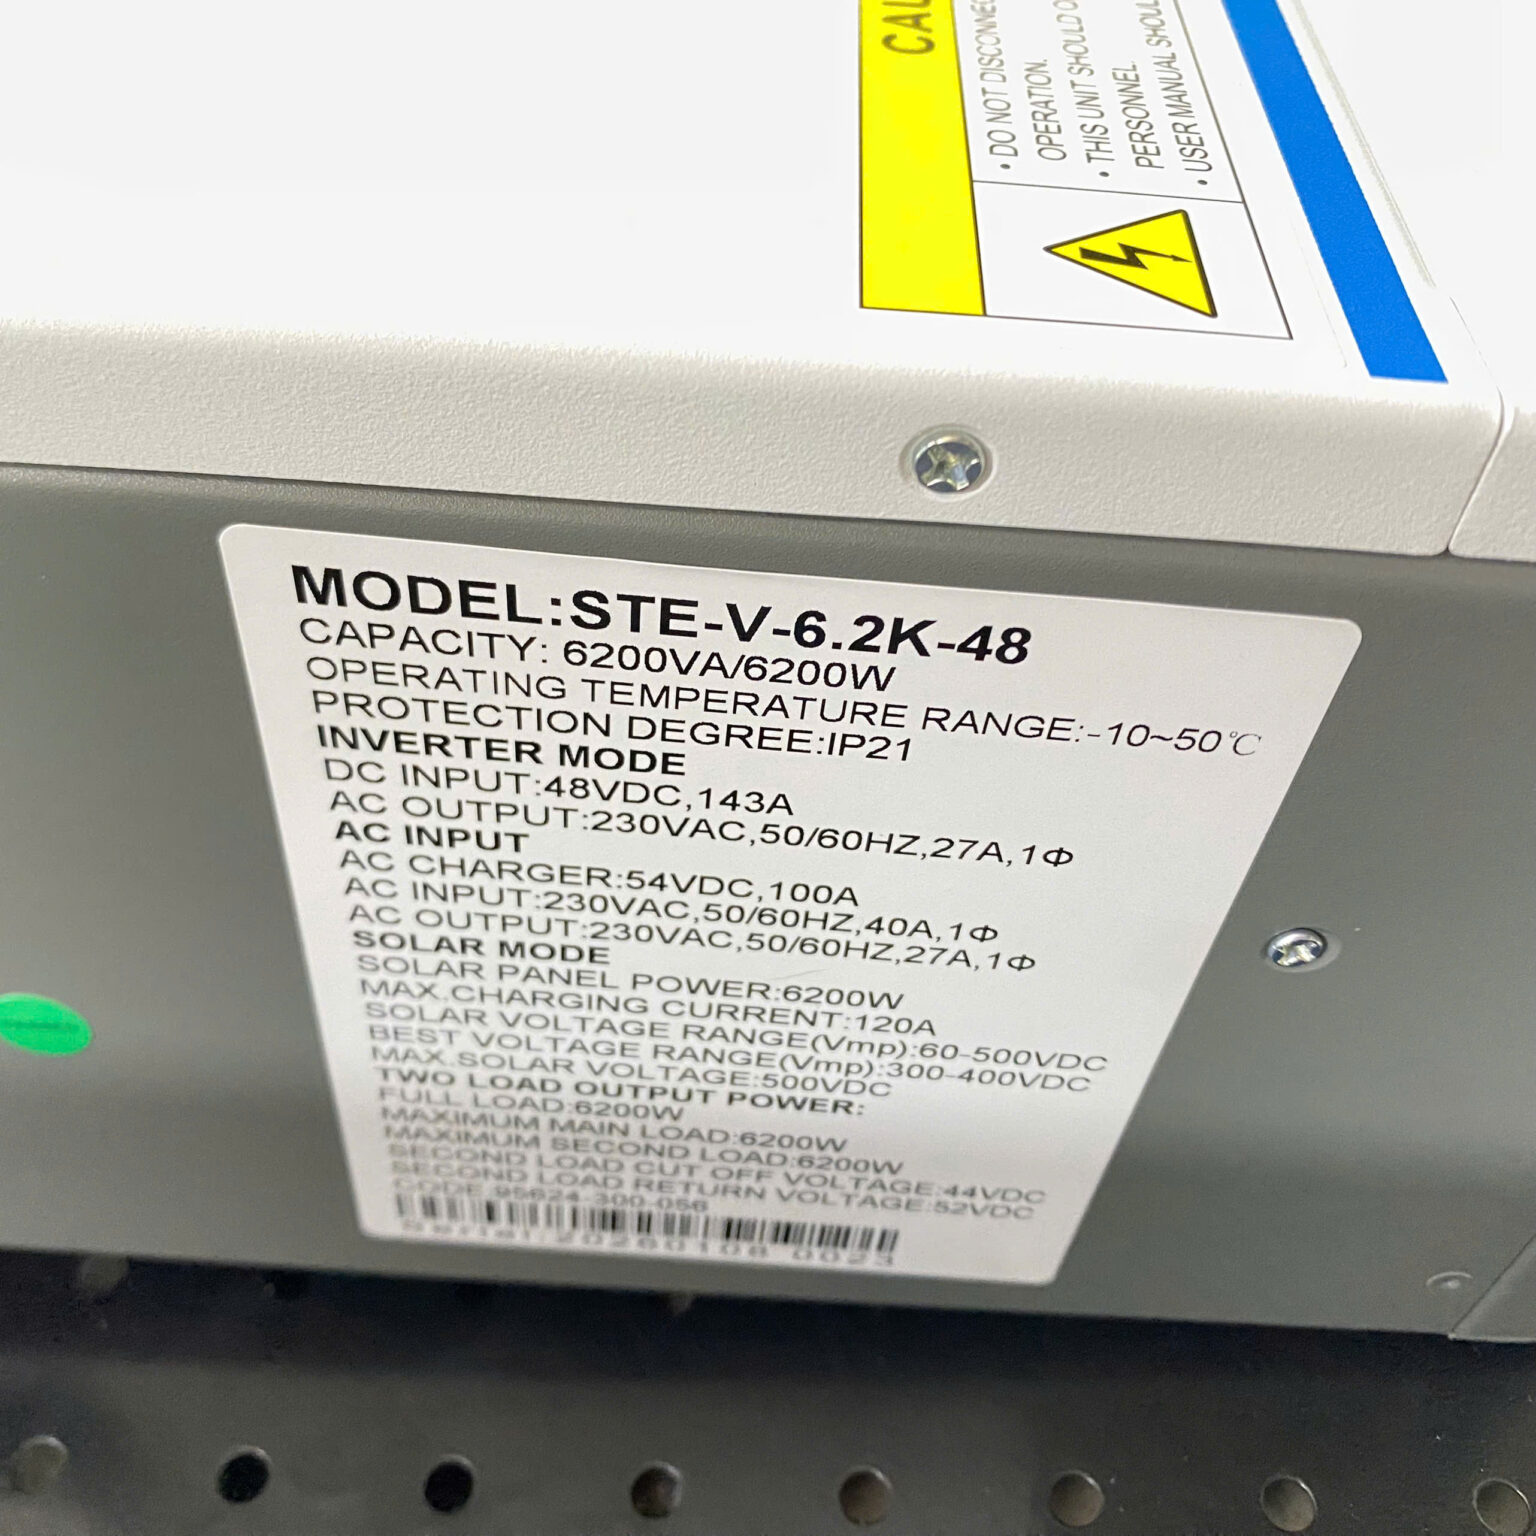 CAU
• DO NOT DISCONNEC
OPERATION.
• THIS UNIT SHOULD O
PERSONNEL.
• USER MANUAL SHOUL
MODEL:STE-V-6.2K-48
CAPACITY: 6200VA/6200W
OPERATING TEMPERATURE RANGE:-10~50℃
PROTECTION DEGREE:IP21
INVERTER MODE
DC INPUT:48VDC,143A
AC OUTPUT:230VAC,50/60HZ,27A,1Φ
AC INPUT
AC CHARGER:54VDC,100A
AC INPUT:230VAC,50/60HZ,40A,1Φ
AC OUTPUT:230VAC,50/60HZ,27A,1Φ
SOLAR MODE
SOLAR PANEL POWER:6200W
MAX.CHARGING CURRENT:120A
SOLAR VOLTAGE RANGE(Vmp):60-500VDC
BEST VOLTAGE RANGE(Vmp):300-400VDC
MAX.SOLAR VOLTAGE:500VDC
TWO LOAD OUTPUT POWER:
FULL LOAD:6200W
MAXIMUM MAIN LOAD:6200W
MAXIMUM SECOND LOAD:6200W
SECOND LOAD CUT OFF VOLTAGE:44VDC
SECOND LOAD RETURN VOLTAGE:52VDC
CODE 95624-300-056